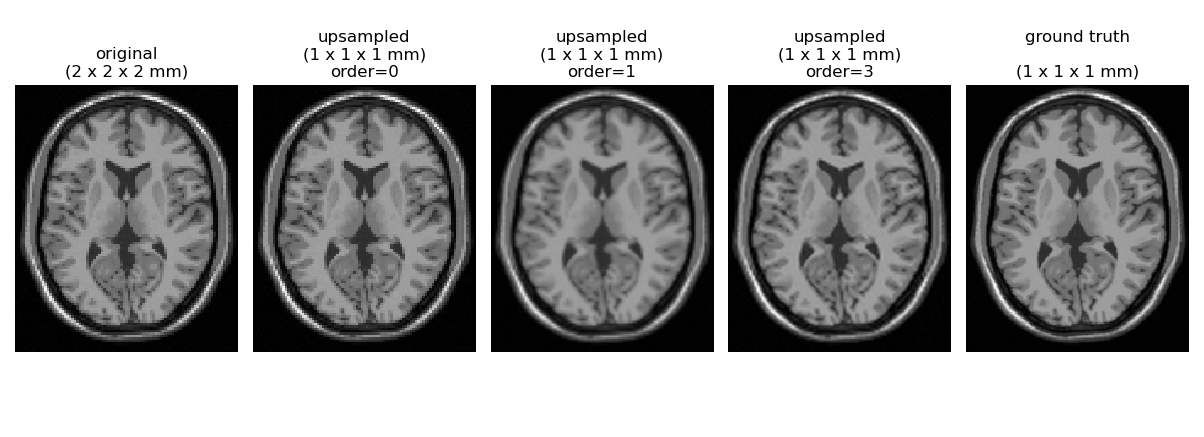 original
(2 x 2 x 2 mm)
upsampled
(1 x 1 x 1 mm)
order=0
upsampled
(1 x 1 x 1 mm)
order=1
upsampled
(1 x 1 x 1 mm)
order=3
ground truth
(1 x 1 x 1 mm)